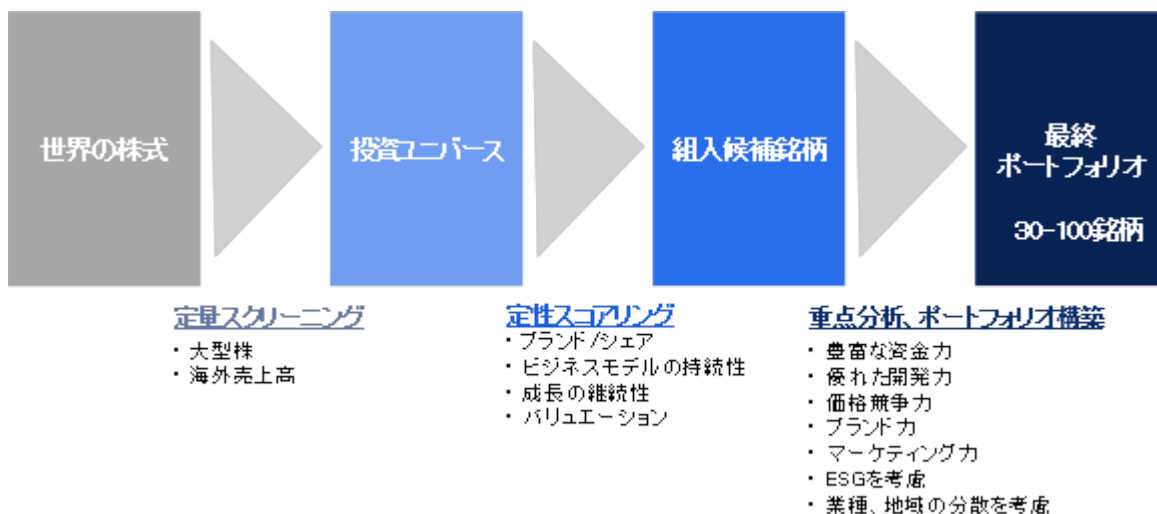 世界の株式
投資ユニバース
組入候補銘柄
最終
ポートフォリオ
30-100銘柄
定量スクリーニング
・大型株
・海外売上高
定性スコアリング
・ブランド/シェア
・ビジネスモデルの持続性
・成長の継続性
・バリュエーション
重点分析、ポートフォリオ構築
・豊富な資金力
・優れた開発力
・価格競争力
・ブランド力
・マーケティング力
・ESGを考慮
・業種、地域の分散を考慮